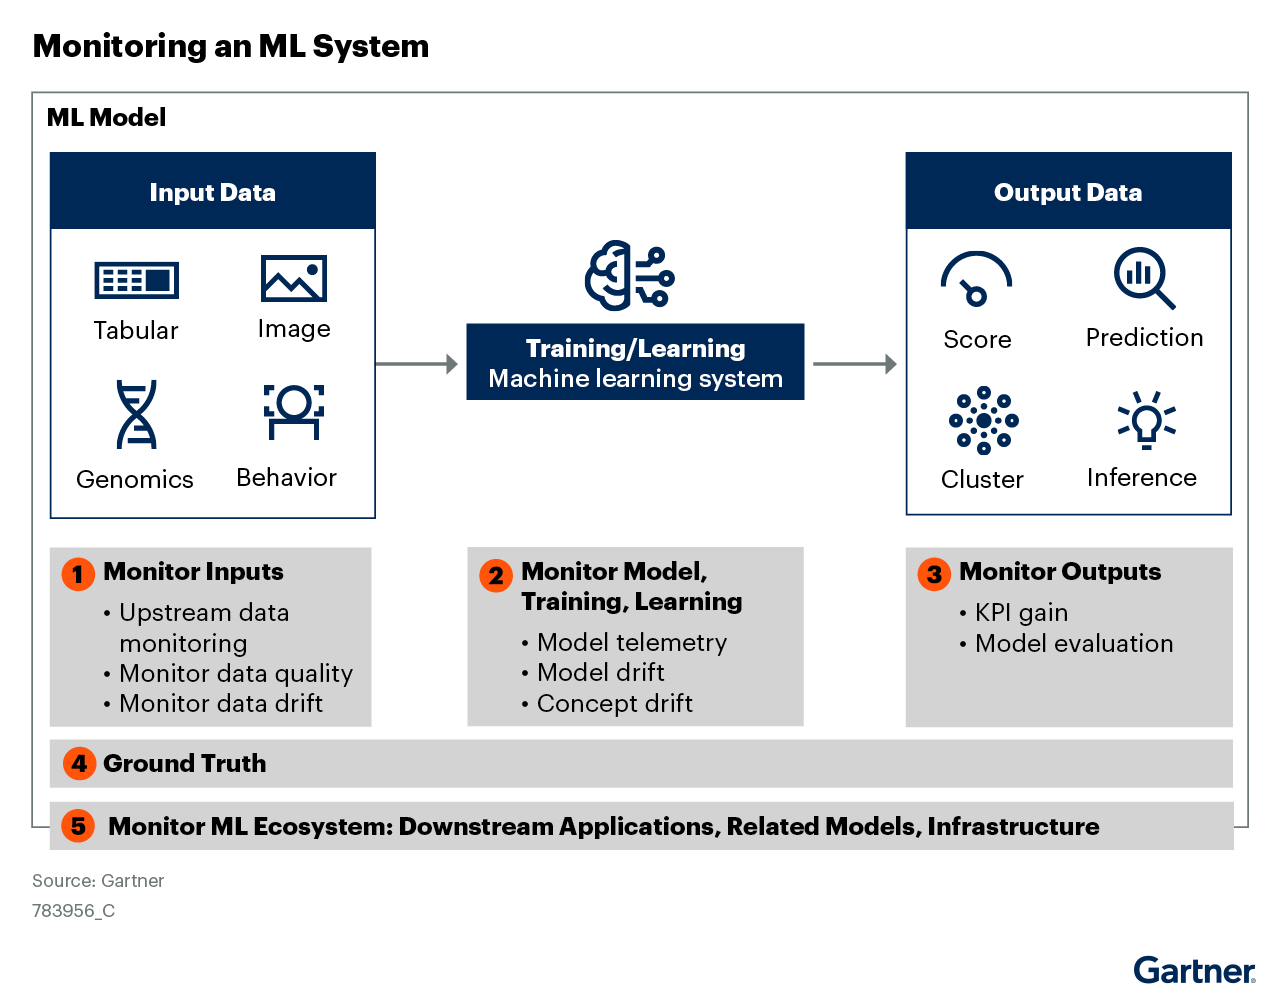 Monitoring an ML System
ML Model
Input Data
Tabular
Image
Genomics
Behavior
Training/Learning
Machine learning system
Output Data
Score
Prediction
Cluster
Inference
1 Monitor Inputs
• Upstream data
monitoring
• Monitor data quality
• Monitor data drift
2 Monitor Model,
Training, Learning
• Model telemetry
• Model drift
• Concept drift
3 Monitor Outputs
• KPI gain
• Model evaluation
4 Ground Truth
5 Monitor ML Ecosystem: Downstream Applications, Related Models, Infrastructure
Source: Gartner
783956_C
Gartner®